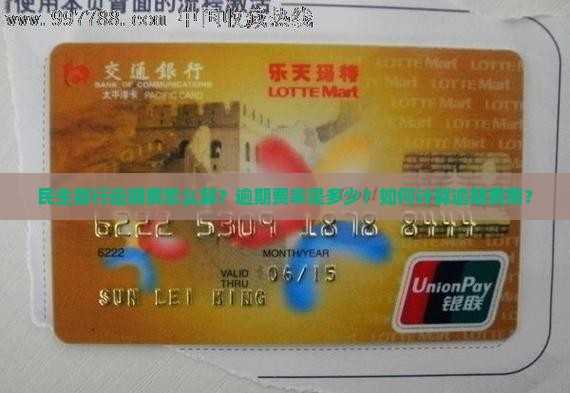 使用本页背面的流程激活
www.997788.com 中国收藏热线
交通銀行
BANK OF COMMUNICATIONS
太平洋卡 PACIFIC CARD
乐天玛特
LOTTE Mart
民生银行逾期费怎么算？逾期费率是多少！如何计算逾期费用？
6222 5309 1878 8444
6222
MONTH/YEAR
VALID THRU 06/15
SUN LEI MING
UnionPay
银联